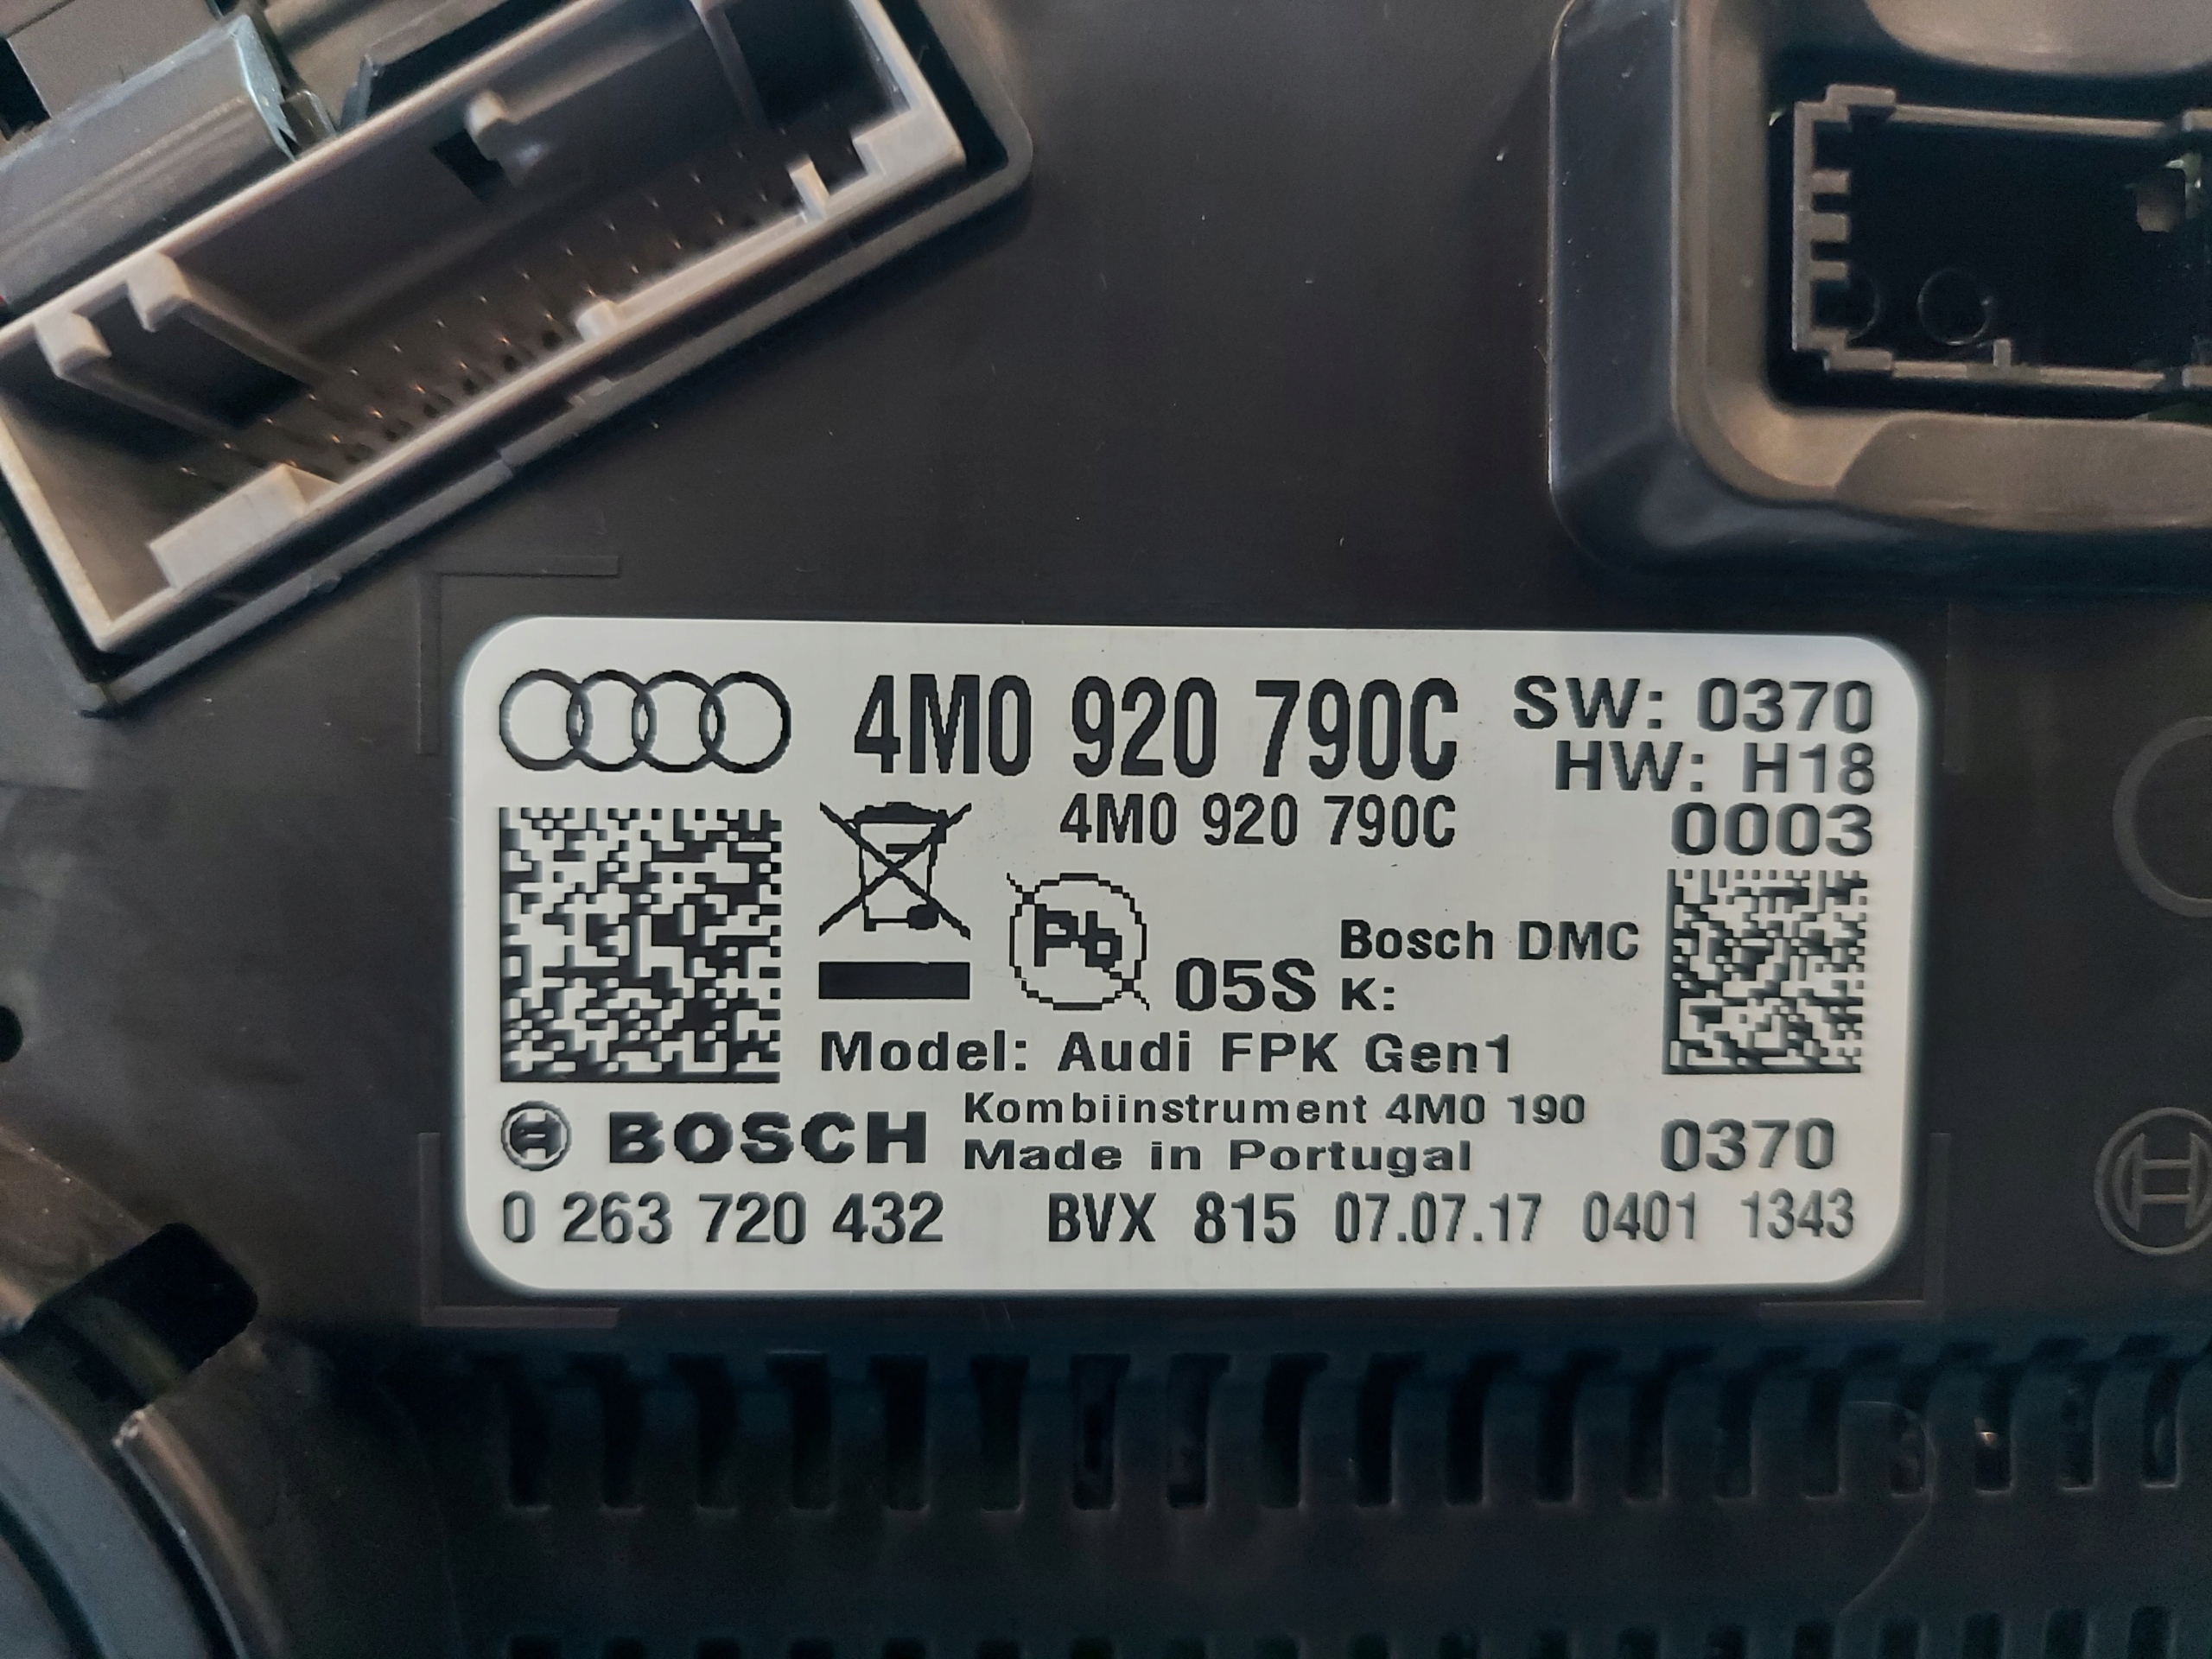 4M0 920 790C
SW: 0370
HW: H18
4M0 920 790C
0003
Pb
05S
Bosch DMC
K:
Model: Audi FPK Gen1
BOSCH
Kombiinstrument 4M0 190
Made in Portugal
0370
0 263 720 432 BVX 815 07.07.17 0401 1343